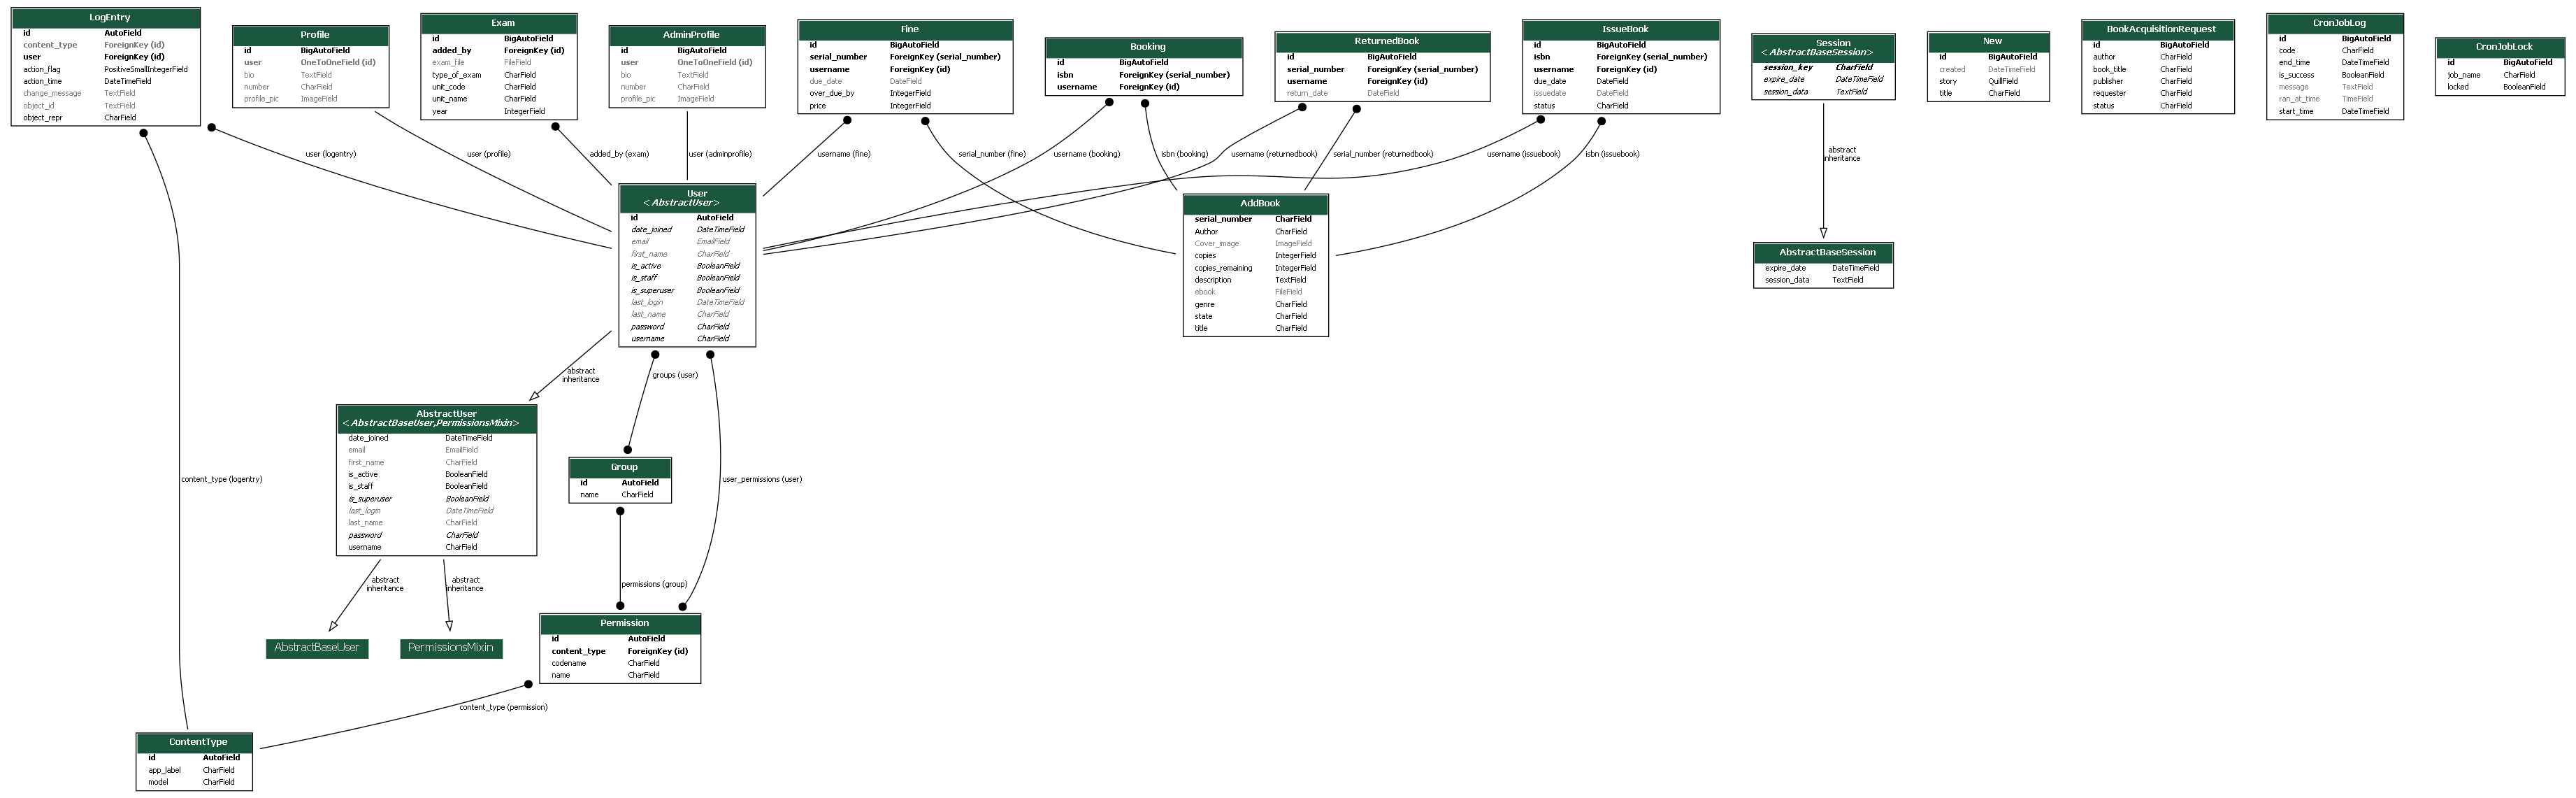 LogEntry
id AutoField
content_type ForeignKey (id)
user ForeignKey (id)
action_flag PositiveSmallIntegerField
action_time DateTimeField
change_message TextField
object_id TextField
object_repr CharField
Profile
id BigAutoField
user OneToOneField (id)
bio TextField
number CharField
profile_pic ImageField
Exam
id BigAutoField
added_by ForeignKey (id)
exam_file FileField
type_of_exam CharField
unit_code CharField
unit_name CharField
year IntegerField
AdminProfile
id BigAutoField
user OneToOneField (id)
bio TextField
number CharField
profile_pic ImageField
Fine
id BigAutoField
serial_number ForeignKey (serial_number)
username ForeignKey (id)
due_date DateField
over_due_by IntegerField
price IntegerField
Booking
id BigAutoField
isbn ForeignKey (serial_number)
username ForeignKey (id)
ReturnedBook
id BigAutoField
serial_number ForeignKey (serial_number)
username ForeignKey (id)
return_date DateField
IssueBook
id BigAutoField
isbn ForeignKey (serial_number)
username ForeignKey (id)
due_date DateField
issuedate DateField
status CharField
Session
<AbstractBaseSession>
session_key CharField
expire_date DateTimeField
session_data TextField
New
id BigAutoField
created DateTimeField
story QuillField
title CharField
BookAcquisitionRequest
id BigAutoField
author CharField
book_title CharField
publisher CharField
requester CharField
status CharField
CronJobLog
id BigAutoField
code CharField
end_time DateTimeField
is_success BooleanField
message TextField
ran_at_time TimeField
start_time DateTimeField
CronJobLock
id BigAutoField
job_name CharField
locked BooleanField
user (logentry)
user (profile)
added_by (exam)
user (adminprofile)
username (fine)
serial_number (fine)
username (booking)
isbn (booking)
username (returnedbook)
serial_number (returnedbook)
username (issuebook)
isbn (issuebook)
abstract
inheritance
User
<AbstractUser>
id AutoField
date_joined DateTimeField
email EmailField
first_name CharField
is_active BooleanField
is_staff BooleanField
is_superuser BooleanField
last_login DateTimeField
last_name CharField
password CharField
username CharField
AddBook
serial_number CharField
Author CharField
Cover_image ImageField
copies IntegerField
copies_remaining IntegerField
description TextField
ebook FileField
genre CharField
state CharField
title CharField
AbstractBaseSession
expire_date DateTimeField
session_data TextField
abstract
inheritance
groups (user)
AbstractUser
<AbstractBaseUser,PermissionsMixin>
date_joined DateTimeField
email EmailField
first_name CharField
is_active BooleanField
is_staff BooleanField
is_superuser BooleanField
last_login DateTimeField
last_name CharField
password CharField
username CharField
Group
id AutoField
name CharField
content_type (logentry)
user_permissions (user)
abstract
inheritance
abstract
inheritance
permissions (group)
AbstractBaseUser
PermissionsMixin
Permission
id AutoField
content_type ForeignKey (id)
codename CharField
name CharField
content_type (permission)
ContentType
id AutoField
app_label CharField
model CharField